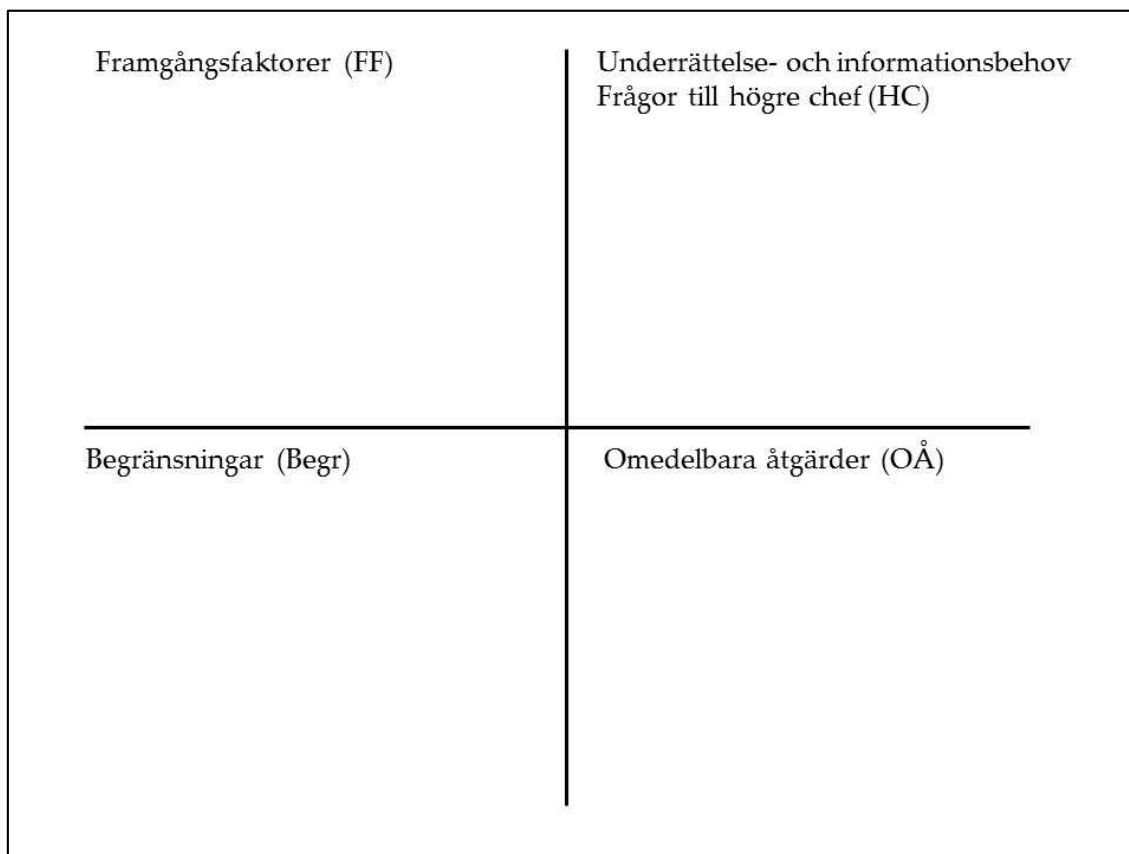 Framgångsfaktorer (FF)
Underrättelse- och informationsbehov
Frågor till högre chef (HC)
Begränsningar (Begr)
Omedelbara åtgärder (OÅ)